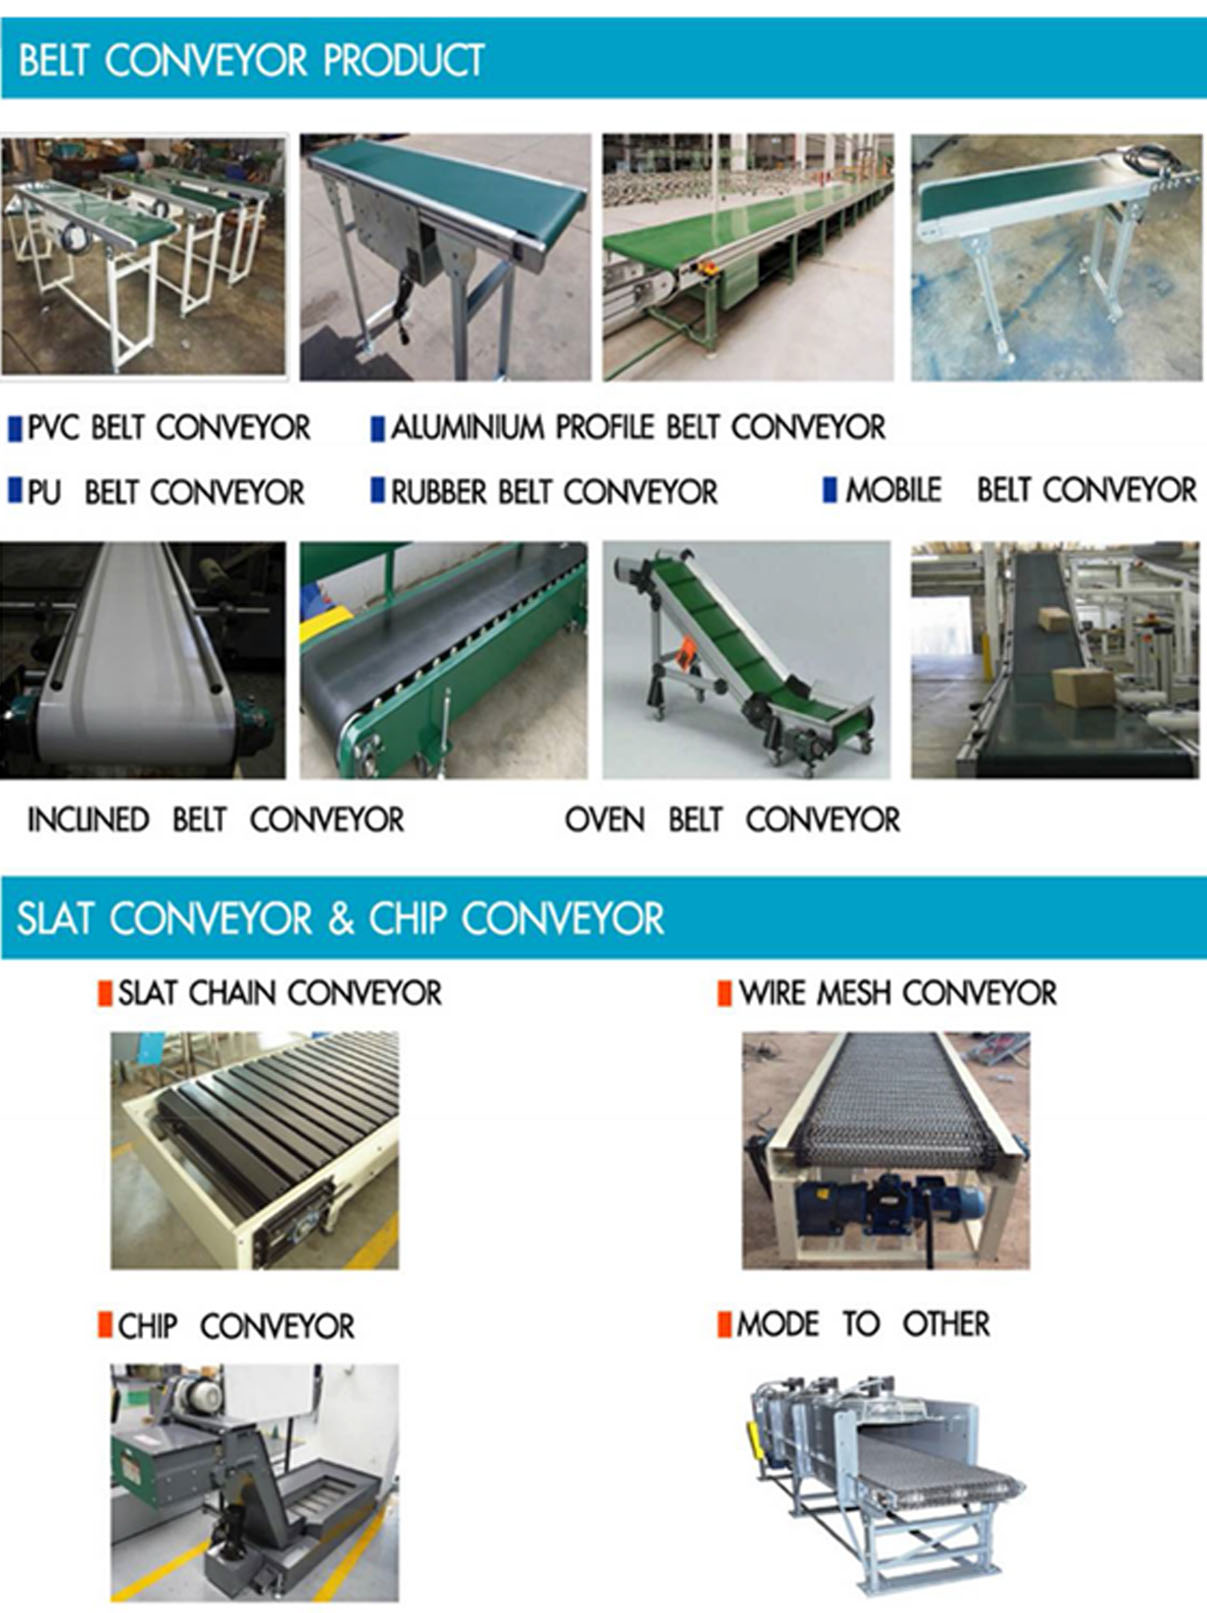 BELT CONVEYOR PRODUCT
PVC BELT CONVEYOR
ALUMINIUM PROFILE BELT CONVEYOR
PU BELT CONVEYOR
RUBBER BELT CONVEYOR
MOBILE BELT CONVEYOR
INCLINED BELT CONVEYOR
OVEN BELT CONVEYOR
SLAT CONVEYOR & CHIP CONVEYOR
SLAT CHAIN CONVEYOR
WIRE MESH CONVEYOR
CHIP CONVEYOR
MODE TO OTHER